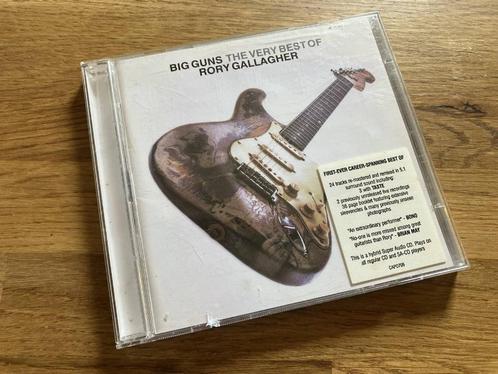 BIG GUNS THE VERY BEST OF
RORY GALLAGHER
FIRST-EVER CAREER-SPANNING BEST OF
24 tracks re-mastered and remixed in 5.1
surround sound including:
3 with TASTE
2 previously unreleased live recordings
36 page booklet featuring extensive
sleevenotes & many previously unseen
photographs
"An extraordinary performer" - BONO
"No-one is more missed among great
guitarists than Rory" - BRIAN MAY
This is a hybrid Super Audio CD. Plays on
all regular CD and SA-CD players